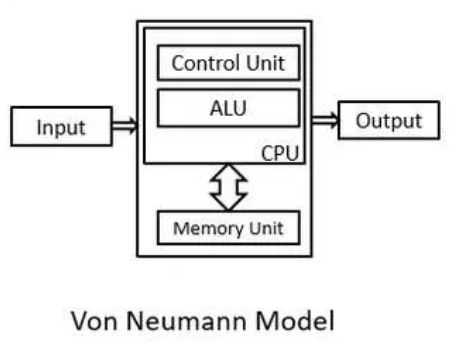 Control Unit
ALU
Input
Output
CPU
Memory Unit
Von Neumann Model